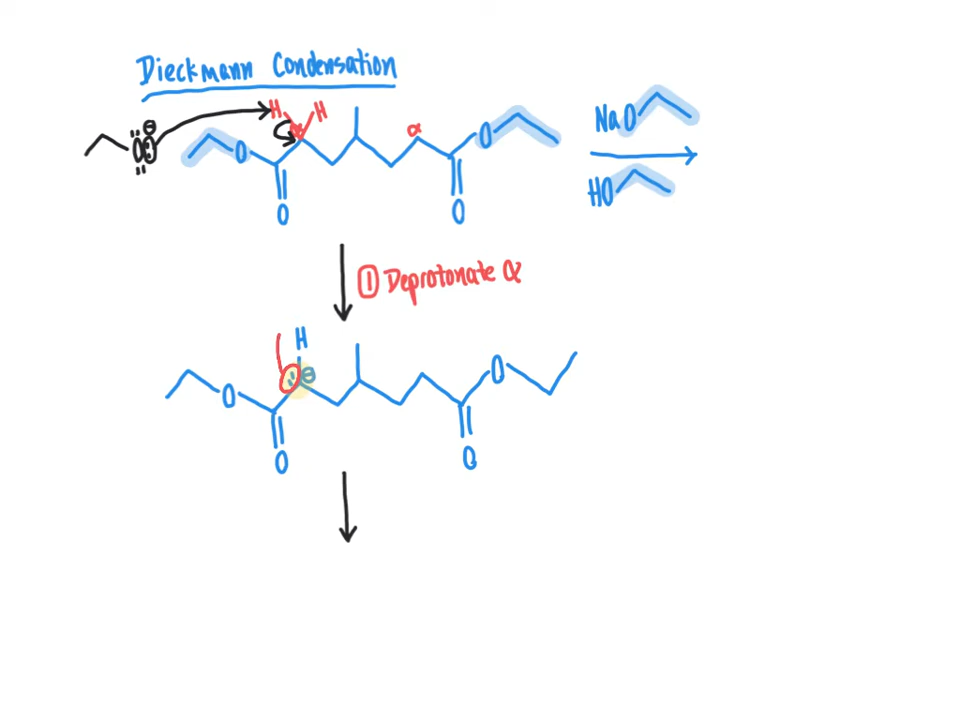 Dieckmann Condensation
H H
α α
⊖
O O O NaO
O O HO
① Deprotonate α
H
⊖
O O
O O